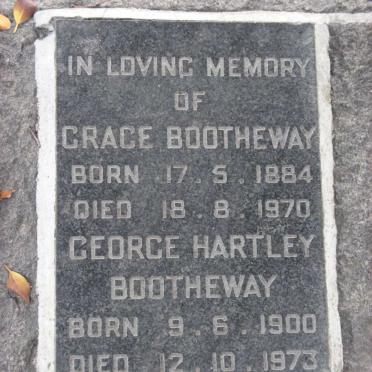 IN LOVING MEMORY
OF
GRACE BOOTHEWAY
BORN 17. 5. 1884
DIED 18. 8. 1970
GEORGE HARTLEY
BOOTHEWAY
BORN 9. 6. 1900
DIED 12. 10. 1973